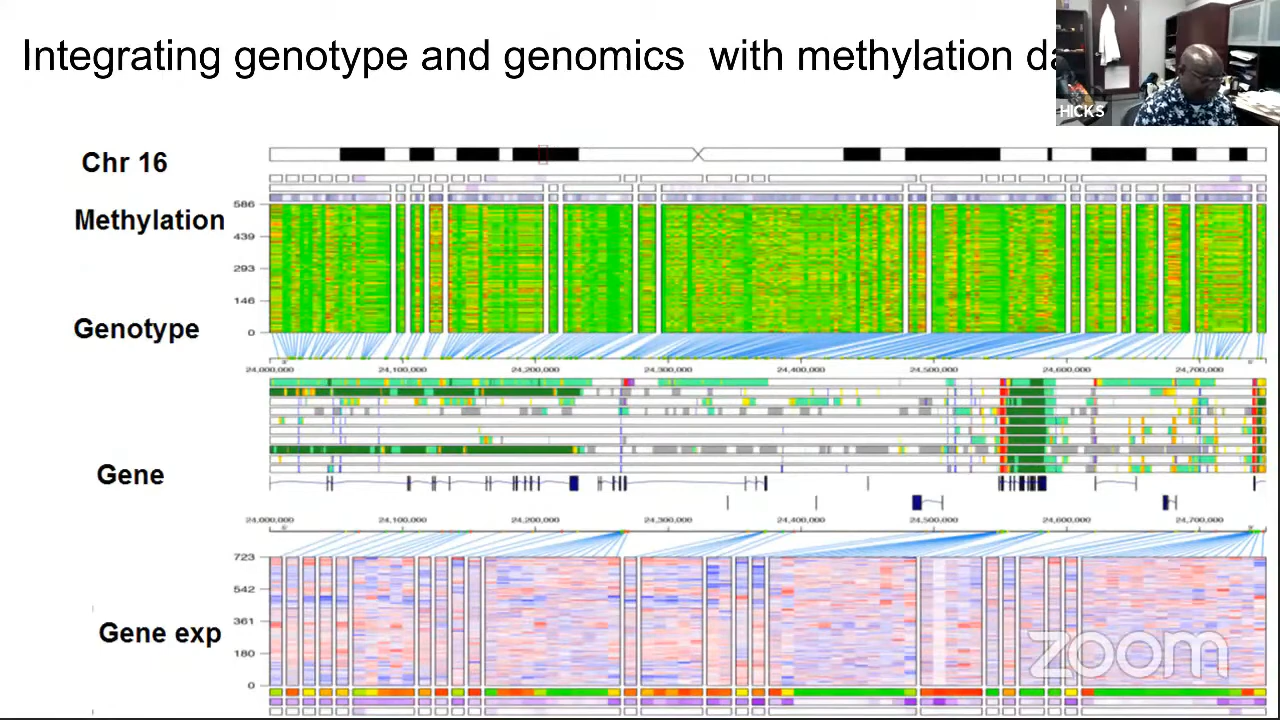 Integrating genotype and genomics with methylation da
HICKS
Chr 16
Methylation
586
439
293
146
0
Genotype
24,000,000 24,100,000 24,200,000 24,300,000 24,400,000 24,500,000 24,600,000 24,700,000
Gene
24,000,000 24,100,000 24,200,000 24,300,000 24,400,000 24,500,000 24,600,000 24,700,000
723
542
361
180
0
Gene exp
zoom